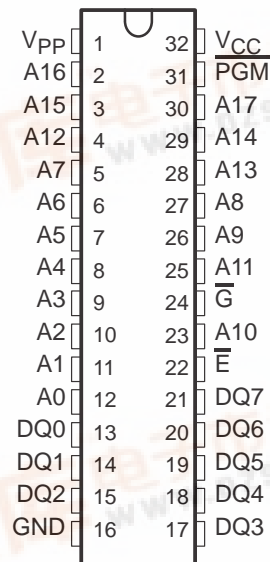 VPP 1 32 VCC
A16 2 31 PGM
A15 3 30 A17
A12 4 29 A14
A7 5 28 A13
A6 6 27 A8
A5 7 26 A9
A4 8 25 A11
A3 9 24 G
A2 10 23 A10
A1 11 22 E
A0 12 21 DQ7
DQ0 13 20 DQ6
DQ1 14 19 DQ5
DQ2 15 18 DQ4
GND 16 17 DQ3